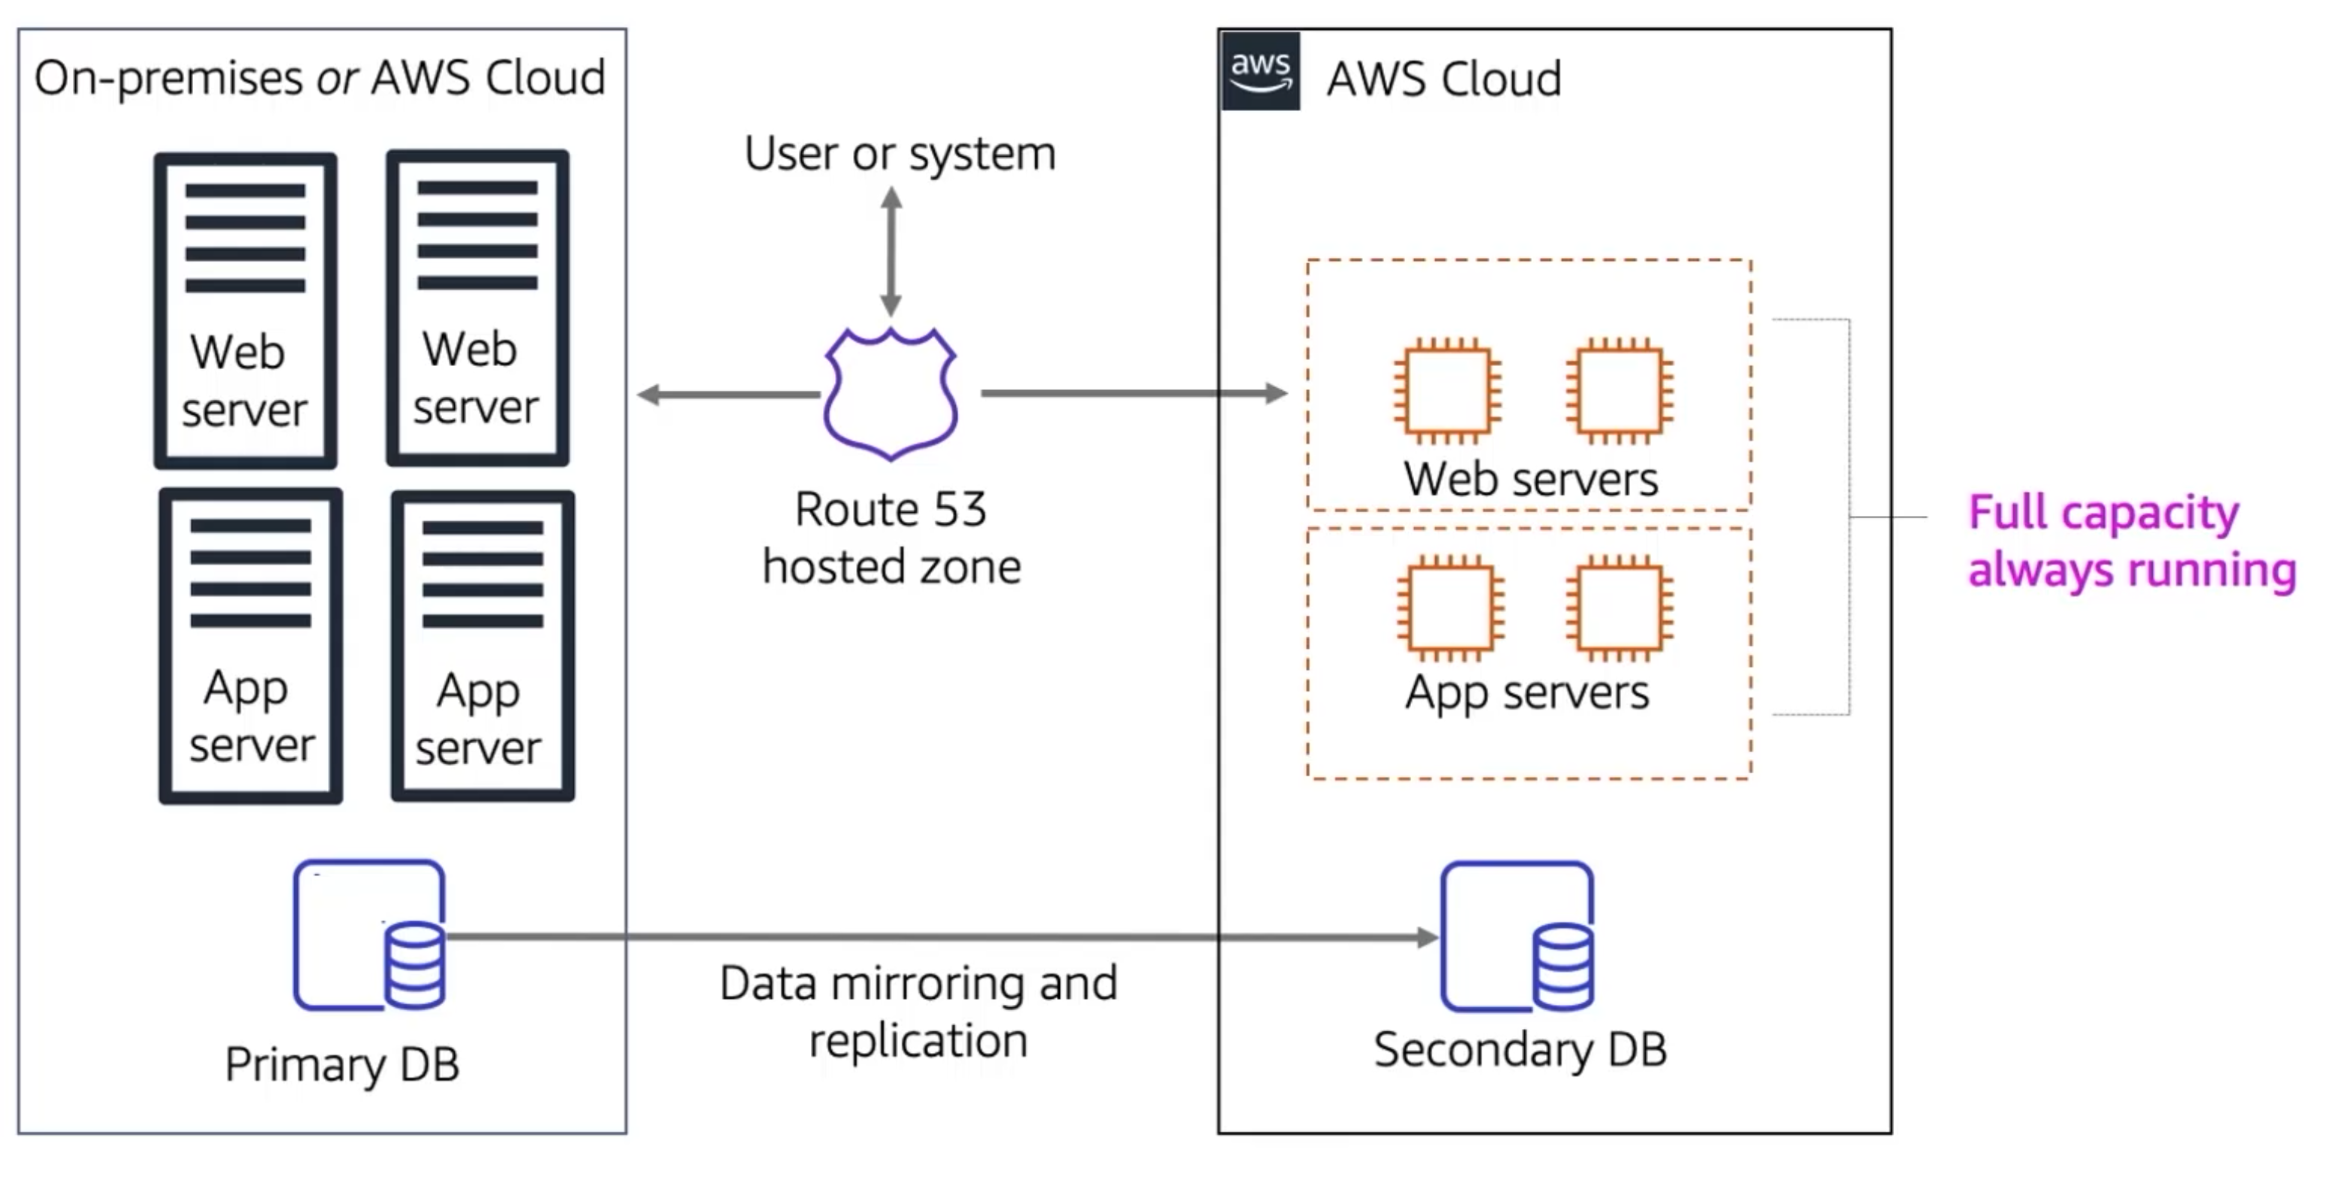 On-premises or AWS Cloud
Web
server
Web
server
App
server
App
server
Primary DB
User or system
Route 53
hosted zone
Data mirroring and
replication
aws
AWS Cloud
Web servers
App servers
Secondary DB
Full capacity
always running